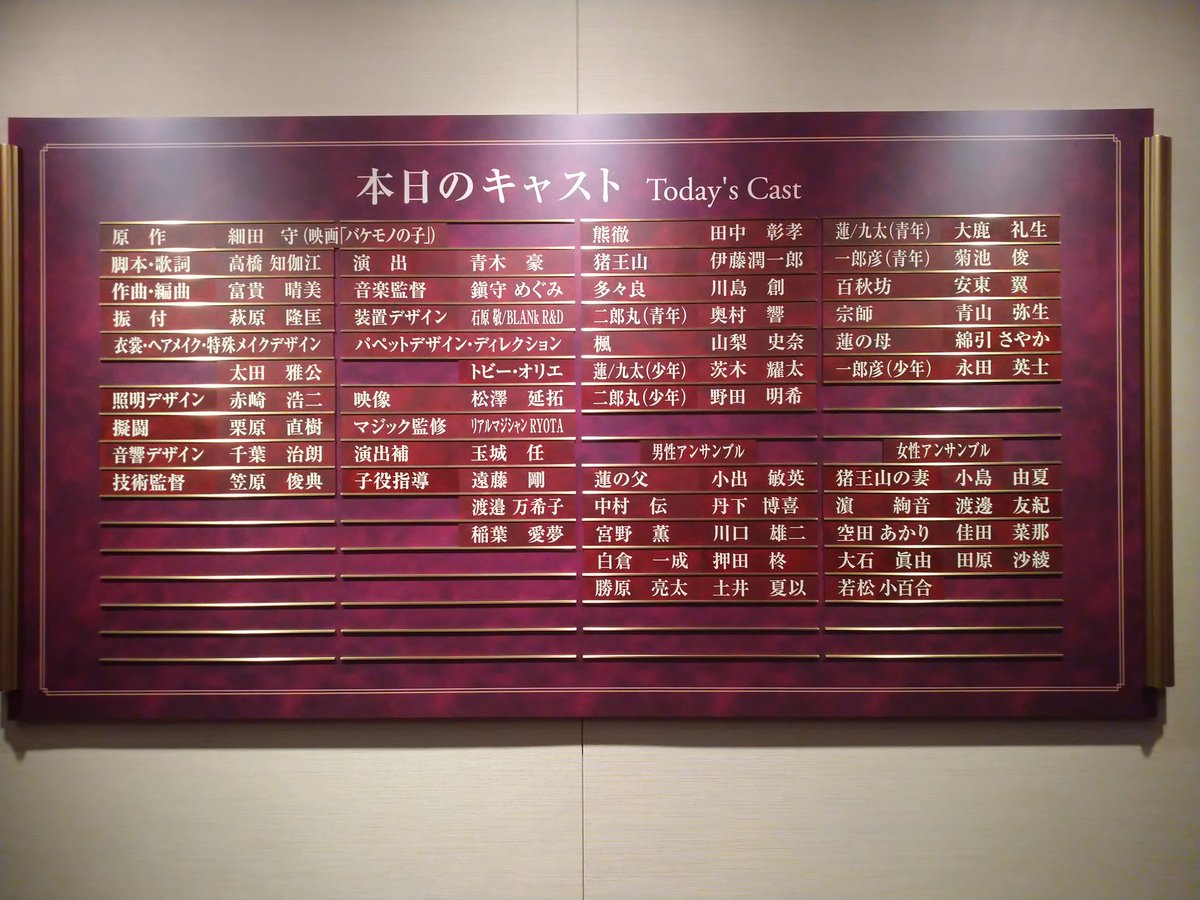 本日のキャスト Today's Cast
原 作 細田 守(映画「バケモノの子」)
脚本・歌詞 高橋 知伽江
作曲・編曲 富貴 晴美
振 付 萩原 隆匡
衣裳・ヘアメイク・特殊メイクデザイン
太田 雅公
照明デザイン 赤崎 浩二
擬闘 栗原 直樹
音響デザイン 千葉 治朗
技術監督 笠原 俊典
演 出 青木 豪
音楽監督 鎭守 めぐみ
装置デザイン 石原 敬/BLANk R&D
パペットデザイン・ディレクション
トビー・オリエ
映像 松澤 延拓
マジック監修 リアルマジシャン RYOTA
演出補 玉城 任
子役指導 遠藤 剛
渡邉 万希子
稲葉 愛夢
熊徹 田中 彰孝
猪王山 伊藤潤一郎
多々良 川島 創
二郎丸(青年) 奥村 響
楓 山梨 史奈
蓮/九太(少年) 茨木 耀太
二郎丸(少年) 野田 明希
男性アンサンブル
蓮の父 小出 敏英
中村 伝 丹下 博喜
宮野 薫 川口 雄二
白倉 一成 押田 柊
勝原 亮太 土井 夏以
蓮/九太(青年) 大鹿 礼生
一郎彦(青年) 菊池 俊
百秋坊 安東 翼
宗師 青山 弥生
蓮の母 綿引 さやか
一郎彦(少年) 永田 英士
女性アンサンブル
猪王山の妻 小島 由夏
濵 絢音 渡邊 友紀
空田 あかり 佳田 菜那
大石 眞由 田原 沙綾
若松 小百合